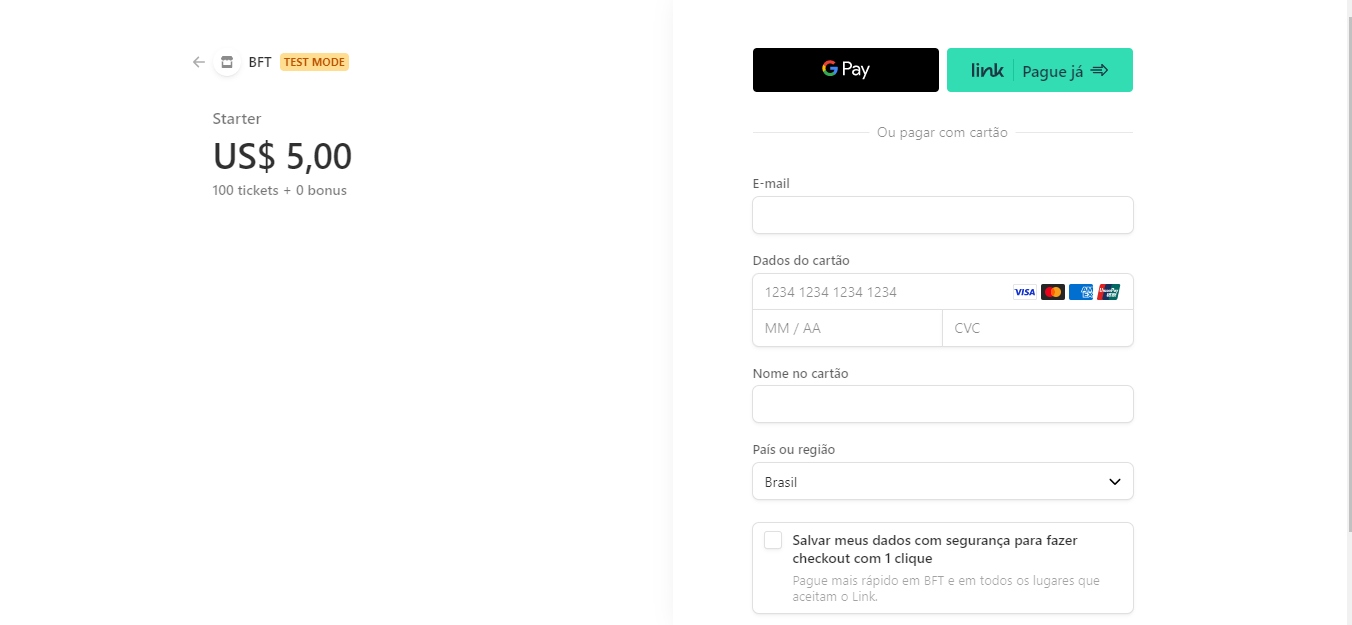 BFT TEST MODE
Starter
US$ 5,00
100 tickets + 0 bonus
G Pay
link Pague já
Ou pagar com cartão
E-mail
Dados do cartão
1234 1234 1234 1234 VISA AM EX UnionPay
MM / AA CVC
Nome no cartão
País ou região
Brasil
Salvar meus dados com segurança para fazer
checkout com 1 clique
Pague mais rápido em BFT e em todos os lugares que
aceitam o Link.